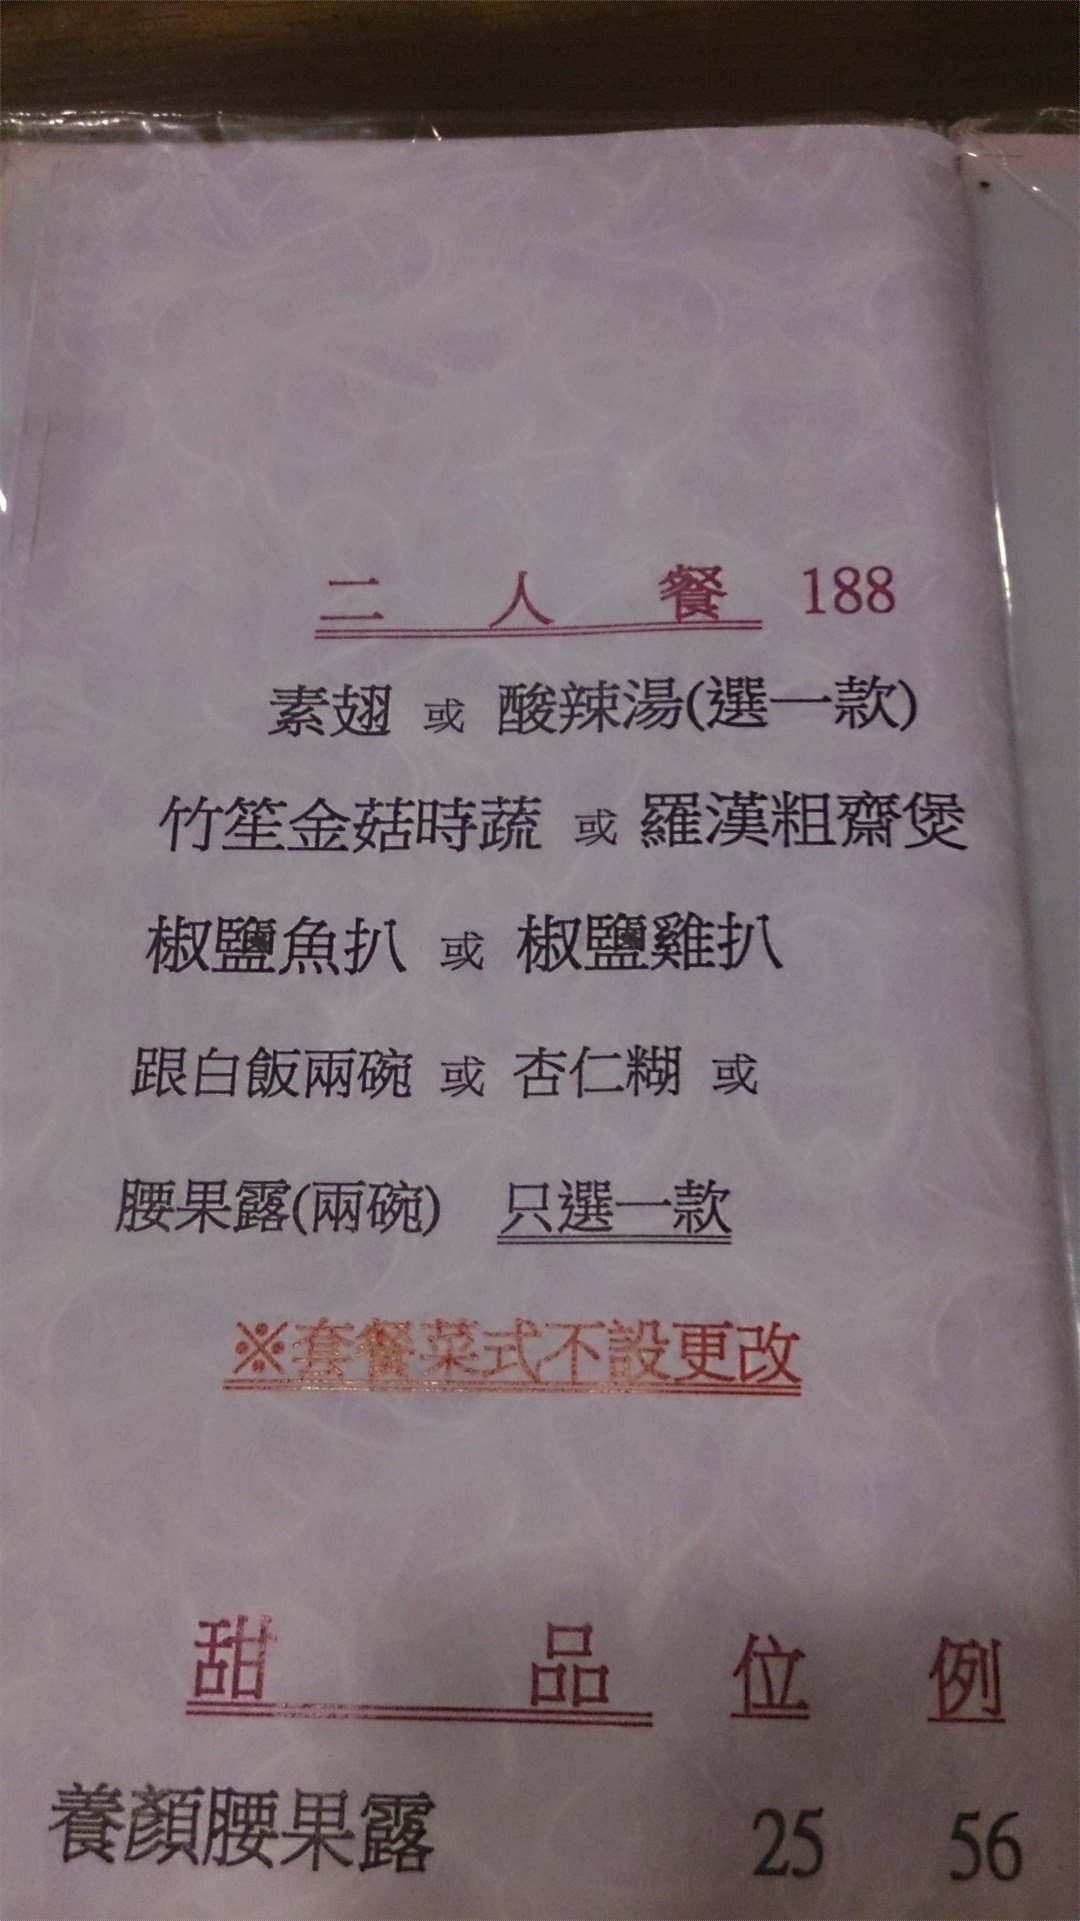 二人餐 188
素翅 或 酸辣湯(選一款)
竹笙金菇時蔬 或 羅漢粗齋煲
椒鹽魚扒 或 椒鹽雞扒
跟白飯兩碗 或 杏仁糊 或
腰果露(兩碗) 只選一款
※套餐菜式不設更改
甜品 位 例
養顏腰果露 25 56